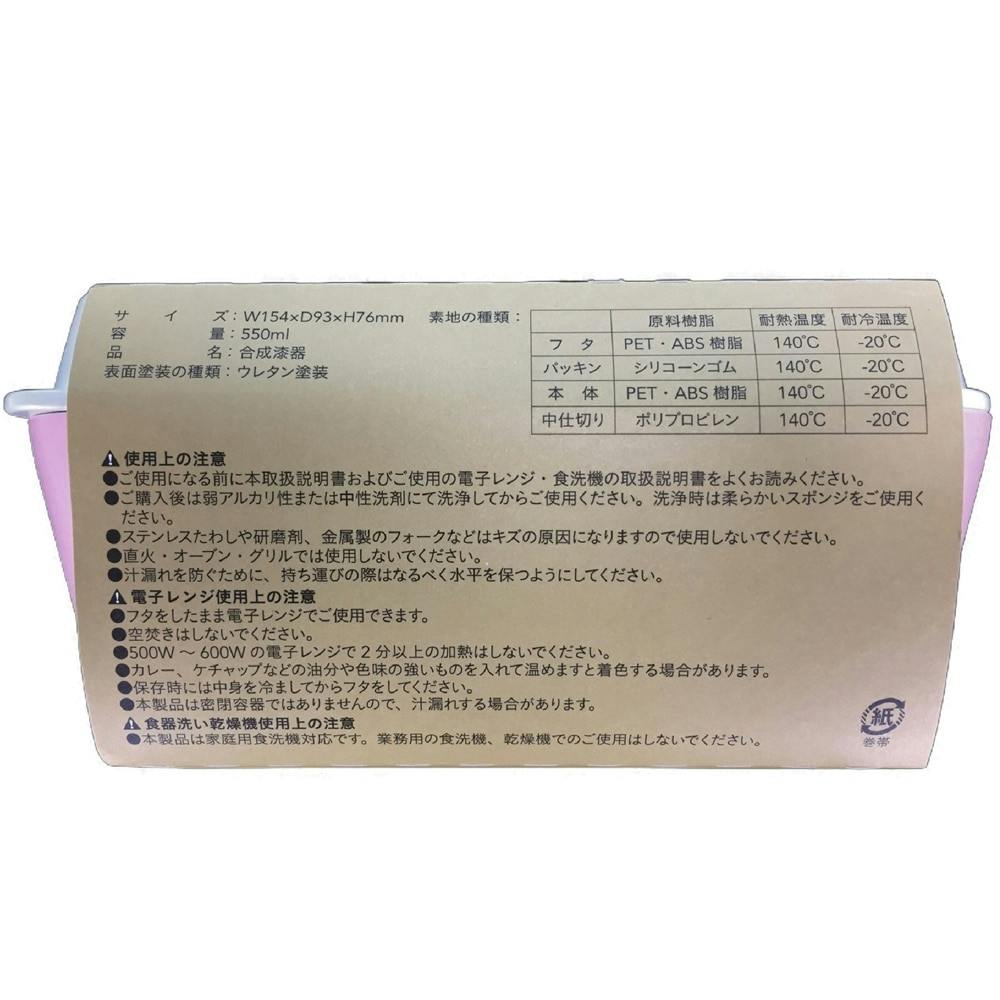 サイズ：W154×D93×H76mm 素地の種類：
容量：550ml
品名：合成漆器
表面塗装の種類：ウレタン塗装
原料樹脂 耐熱温度 耐冷温度
フタ PET・ABS樹脂 140℃ -20℃
パッキン シリコーンゴム 140℃ -20℃
本体 PET・ABS樹脂 140℃ -20℃
中仕切り ポリプロピレン 140℃ -20℃
⚠使用上の注意
●ご使用になる前に本取扱説明書およびご使用の電子レンジ・食洗機の取扱説明書をよくお読みください。
●ご購入後は弱アルカリ性または中性洗剤にて洗浄してからご使用ください。洗浄時は柔らかいスポンジをご使用く
ださい。
●ステンレスたわしや研磨剤、金属製のフォークなどはキズの原因になりますので使用しないでください。
●直火・オーブン・グリルでは使用しないでください。
●汁漏れを防ぐために、持ち運びの際はなるべく水平を保つようにしてください。
⚠電子レンジ使用上の注意
●フタをしたまま電子レンジでご使用できます。
●空焚きはしないでください。
●500W～600Wの電子レンジで2分以上の加熱はしないでください。
●カレー、ケチャップなどの油分や色味の強いものを入れて温めますと着色する場合があります。
●保存時には中身を冷ましてからフタをしてください。
●本製品は密閉容器ではありませんので、汁漏れする場合があります。
⚠食器洗い乾燥機使用上の注意
●本製品は家庭用食洗機対応です。業務用の食洗機、乾燥機でのご使用はしないでください。
紙
巻帯